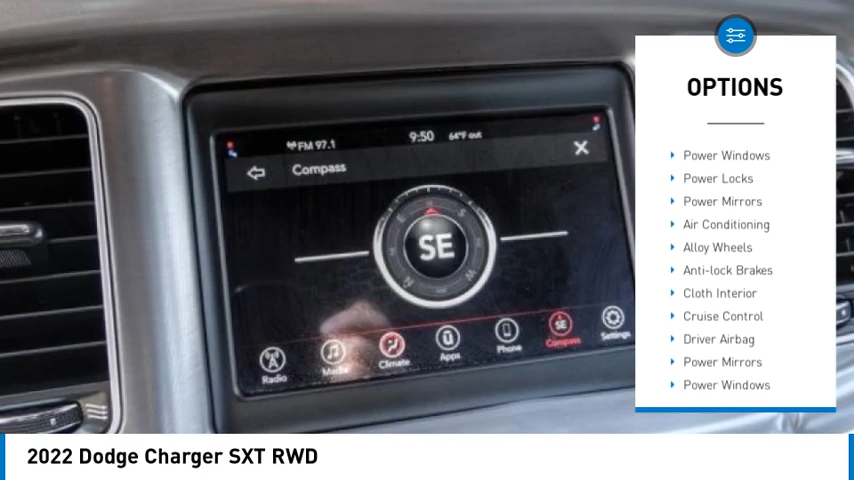 FM 97.1 9:50 64°F out
Compass
SE
E S
N W
Radio Media Climate Apps Phone SE Compass Settings
OPTIONS
Power Windows
Power Locks
Power Mirrors
Air Conditioning
Alloy Wheels
Anti-lock Brakes
Cloth Interior
Cruise Control
Driver Airbag
Power Mirrors
Power Windows
2022 Dodge Charger SXT RWD